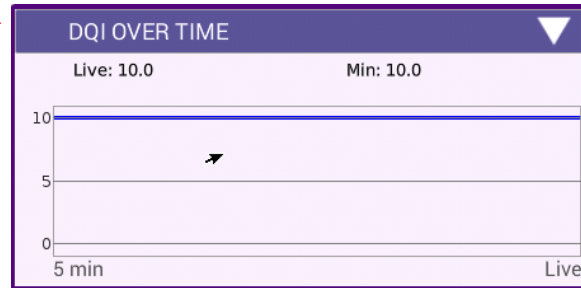 DQI OVER TIME
Live: 10.0 Min: 10.0
10
5
0
5 min Live